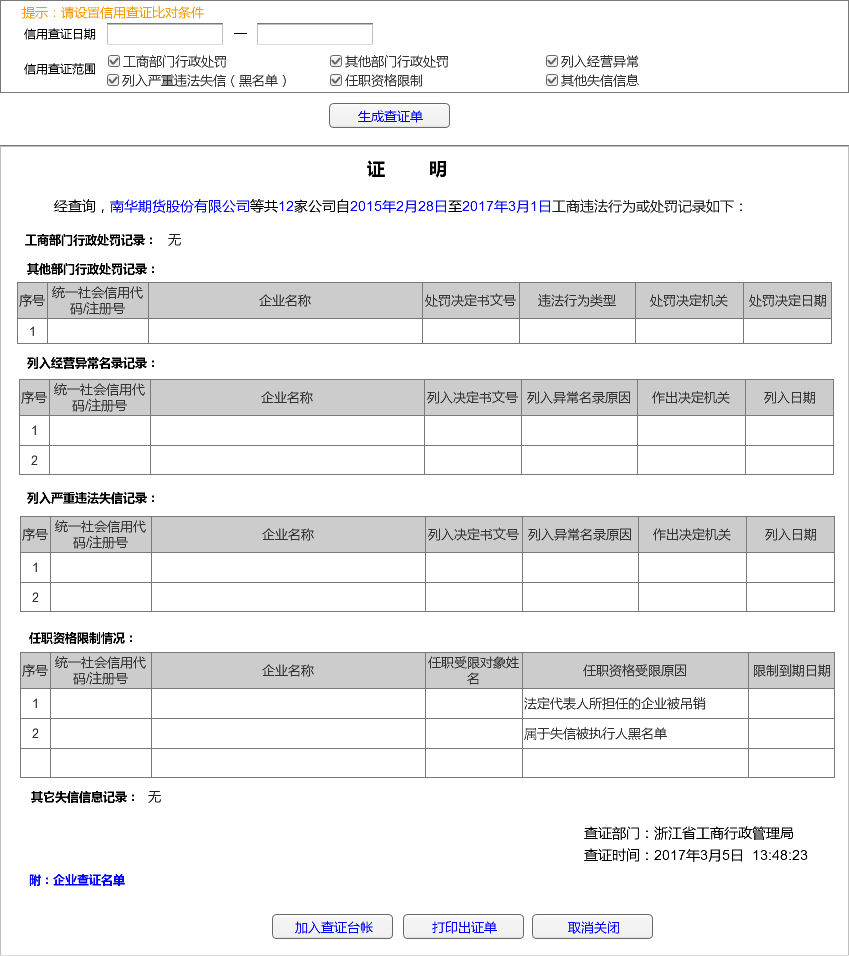 提示：请设置信用查证比对条件
信用查证日期 —
信用查证范围
工商部门行政处罚 其他部门行政处罚 列入经营异常
列入严重违法失信（黑名单） 任职资格限制 其他失信信息
生成查证单
证 明
经查询，南华期货股份有限公司等共12家公司自2015年2月28日至2017年3月1日工商违法行为或处罚记录如下：
工商部门行政处罚记录： 无
其他部门行政处罚记录：
序号 统一社会信用代码/注册号 企业名称 处罚决定书文号 违法行为类型 处罚决定机关 处罚决定日期
1
列入经营异常名录记录：
序号 统一社会信用代码/注册号 企业名称 列入决定书文号 列入异常名录原因 作出决定机关 列入日期
1
2
列入严重违法失信记录：
序号 统一社会信用代码/注册号 企业名称 列入决定书文号 列入异常名录原因 作出决定机关 列入日期
1
2
任职资格限制情况：
序号 统一社会信用代码/注册号 企业名称 任职受限对象姓名 任职资格受限原因 限制到期日期
1 法定代表人所担任的企业被吊销
2 属于失信被执行人黑名单
其它失信信息记录： 无
查证部门：浙江省工商行政管理局
查证时间：2017年3月5日 13:48:23
附：企业查证名单
加入查证台帐 打印出证单 取消关闭